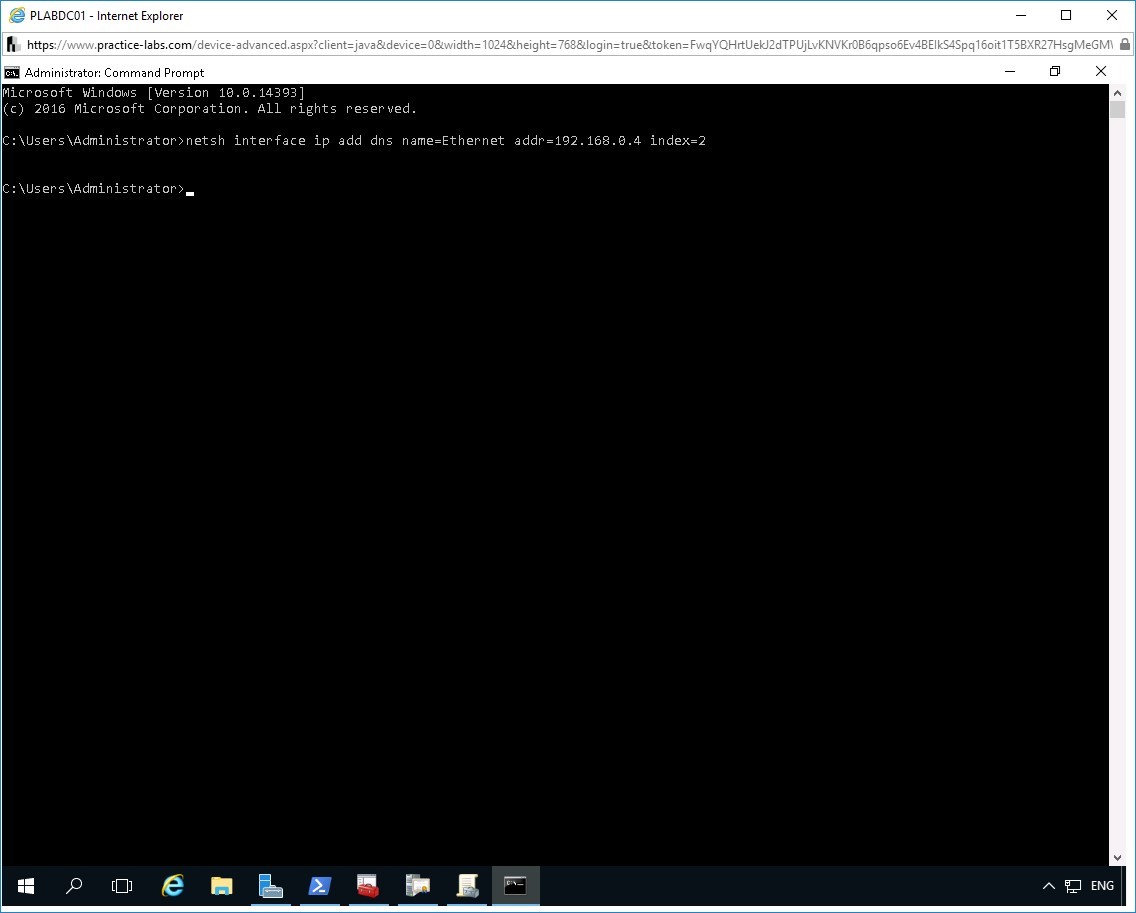 PLABDC01 - Internet Explorer
https://www.practice-labs.com/device-advanced.aspx?client=java&device=0&width=1024&height=768&login=true&token=FwqYQHrtUekJ2dTPUjLvKNVKr0B6qpso6Ev4BElkS4Spq16oit1T5BXR27HsgMeGM
Administrator: Command Prompt
Microsoft Windows [Version 10.0.14393]
(c) 2016 Microsoft Corporation. All rights reserved.
C:\Users\Administrator>netsh interface ip add dns name=Ethernet addr=192.168.0.4 index=2
C:\Users\Administrator>
ENG